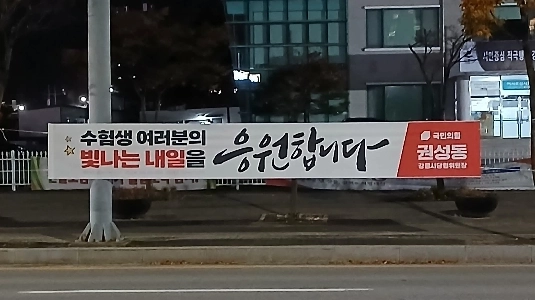 수험생 여러분의
빛나는 내일을
응원합니다
국민의힘
권성동
강릉시당협위원장